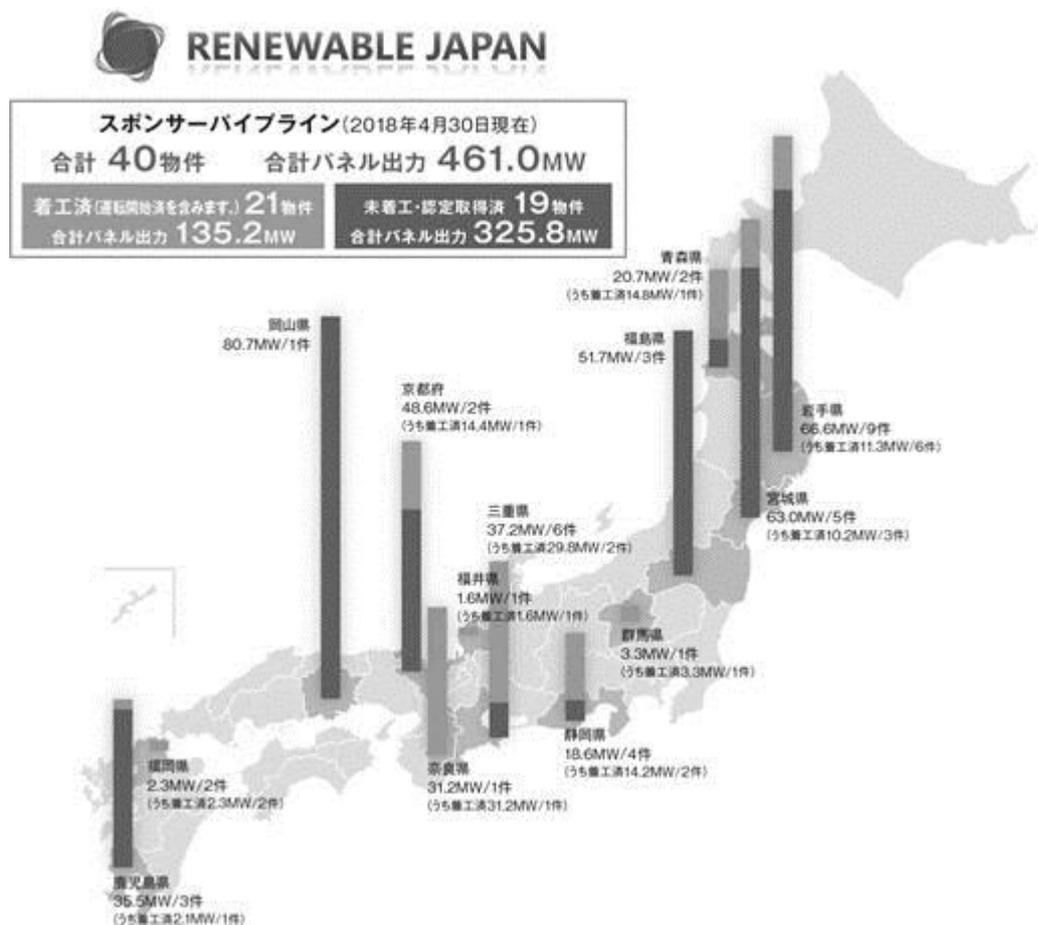 RENEWABLE JAPAN
スポンサーパイプライン(2018年4月30日現在)
合計 40物件 合計パネル出力 461.0MW
着工済(運転開始済を含みます。) 21物件
合計パネル出力 135.2MW
未着工・認定取得済 19物件
合計パネル出力 325.8MW
青森県
20.7MW/2件
(うち着工済14.8MW/1件)
岡山県
80.7MW/1件
福島県
51.7MW/3件
京都府
48.6MW/2件
(うち着工済14.4MW/1件)
岩手県
66.6MW/9件
(うち着工済11.3MW/6件)
宮城県
63.0MW/5件
(うち着工済10.2MW/3件)
三重県
37.2MW/6件
(うち着工済29.8MW/2件)
福井県
1.6MW/1件
(うち着工済1.6MW/1件)
群馬県
3.3MW/1件
(うち着工済3.3MW/1件)
静岡県
18.6MW/4件
(うち着工済14.2MW/2件)
奈良県
31.2MW/1件
(うち着工済31.2MW/1件)
福岡県
2.3MW/2件
(うち着工済2.3MW/2件)
鹿児島県
35.5MW/3件
(うち着工済2.1MW/1件)